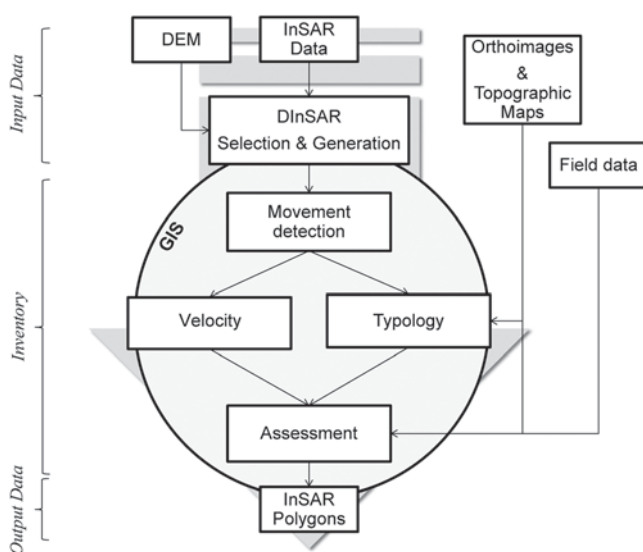 Input Data
Inventory
Output Data
DEM
InSAR
Data
Orthoimages
&
Topographic
Maps
DInSAR
Selection & Generation
Field data
GIS
Movement
detection
Velocity
Typology
Assessment
InSAR
Polygons